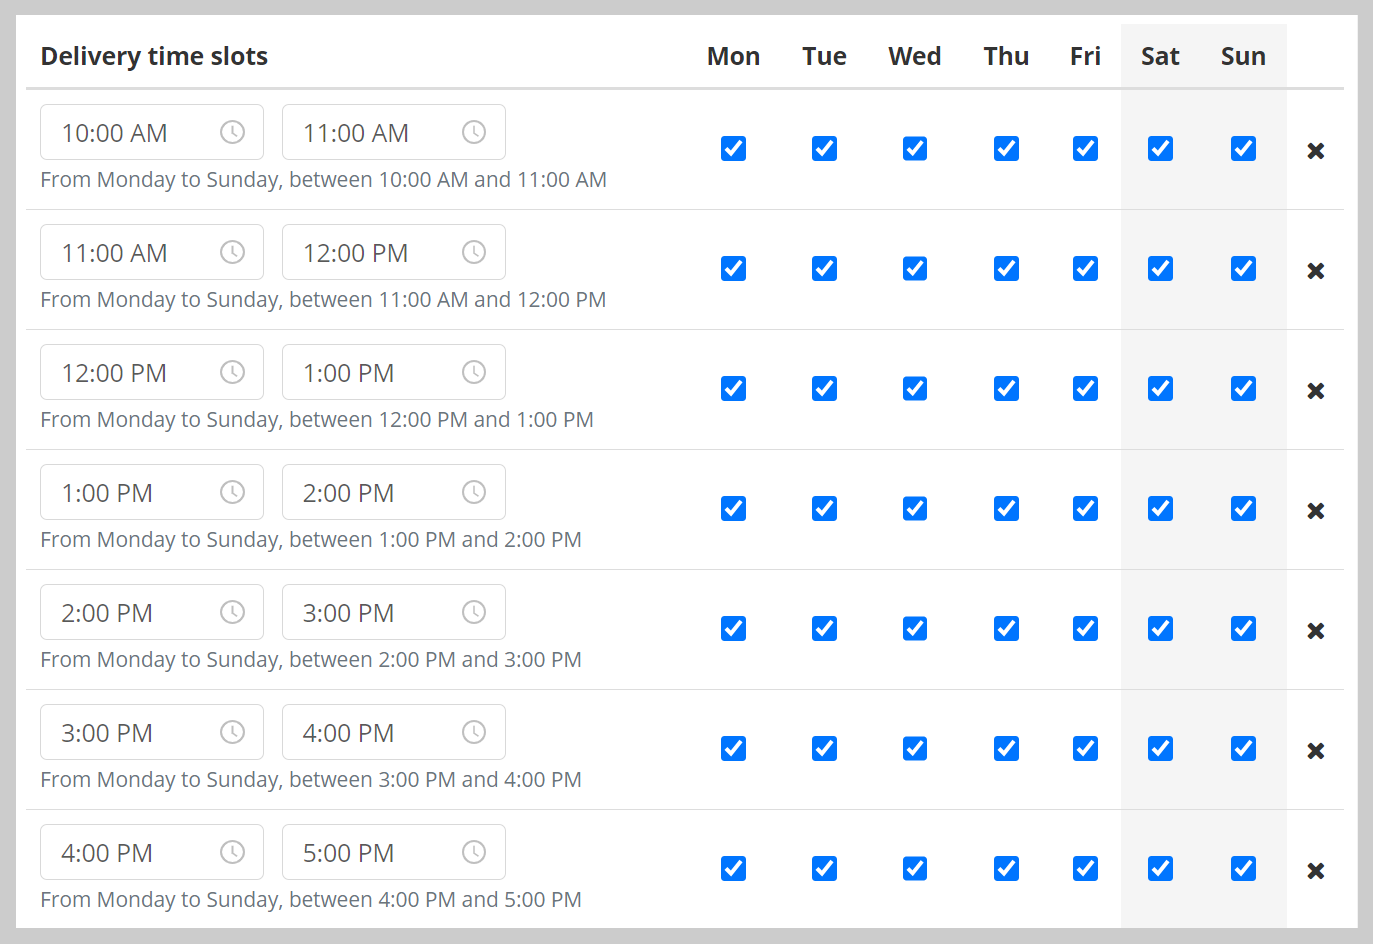 Delivery time slots Mon Tue Wed Thu Fri Sat Sun
10:00 AM 11:00 AM
From Monday to Sunday, between 10:00 AM and 11:00 AM
11:00 AM 12:00 PM
From Monday to Sunday, between 11:00 AM and 12:00 PM
12:00 PM 1:00 PM
From Monday to Sunday, between 12:00 PM and 1:00 PM
1:00 PM 2:00 PM
From Monday to Sunday, between 1:00 PM and 2:00 PM
2:00 PM 3:00 PM
From Monday to Sunday, between 2:00 PM and 3:00 PM
3:00 PM 4:00 PM
From Monday to Sunday, between 3:00 PM and 4:00 PM
4:00 PM 5:00 PM
From Monday to Sunday, between 4:00 PM and 5:00 PM